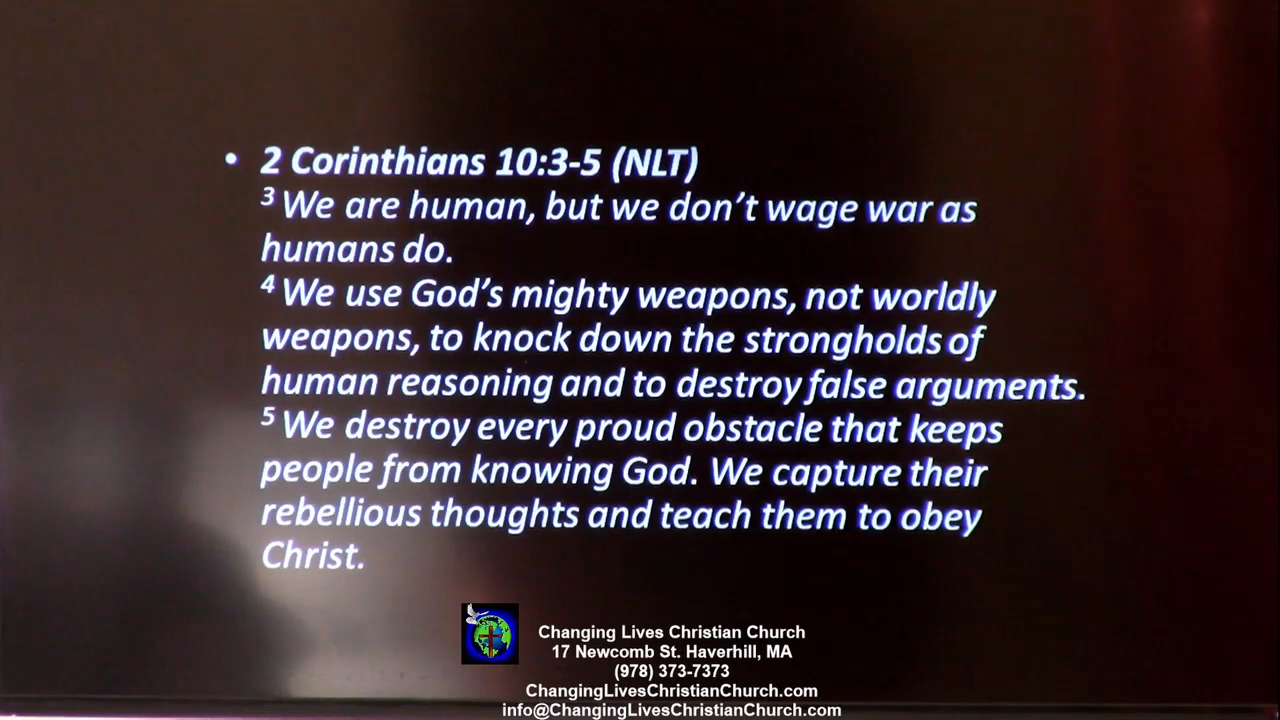 • 2 Corinthians 10:3-5 (NLT)
3 We are human, but we don’t wage war as
humans do.
4 We use God’s mighty weapons, not worldly
weapons, to knock down the strongholds of
human reasoning and to destroy false arguments.
5 We destroy every proud obstacle that keeps
people from knowing God. We capture their
rebellious thoughts and teach them to obey
Christ.
Changing Lives Christian Church
17 Newcomb St. Haverhill, MA
(978) 373-7373
ChangingLivesChristianChurch.com
info@ChangingLivesChristianChurch.com